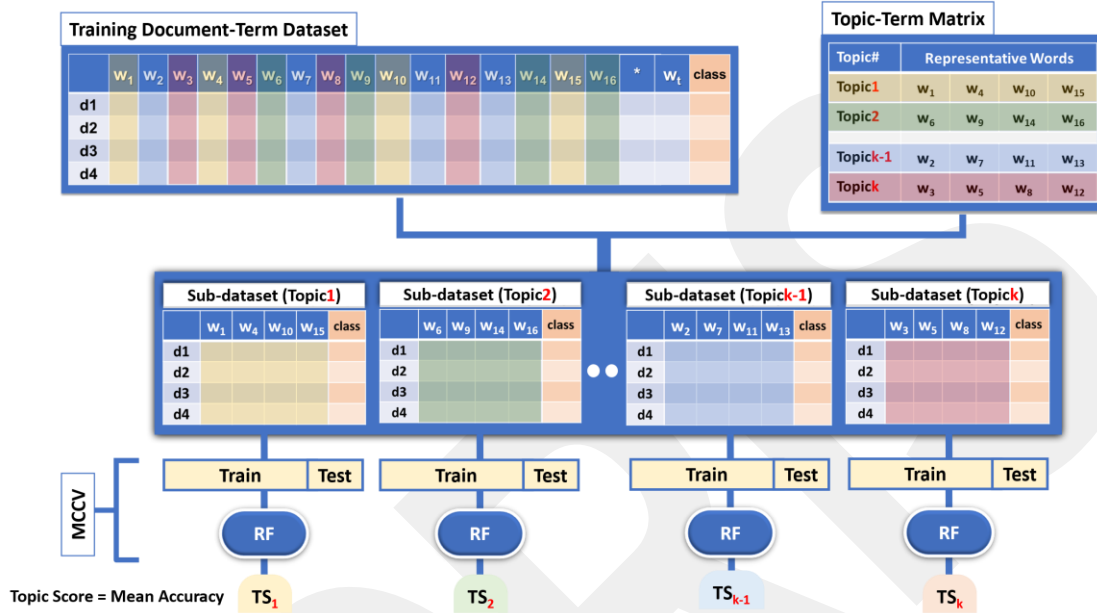 Training Document-Term Dataset
w1 w2 w3 w4 w5 w6 w7 w8 w9 w10 w11 w12 w13 w14 w15 w16 * wt class
d1
d2
d3
d4
Topic-Term Matrix
Topic# Representative Words
Topic1 w1 w4 w10 w15
Topic2 w6 w9 w14 w16
Topick-1 w2 w7 w11 w13
Topick w3 w5 w8 w12
Sub-dataset (Topic1)
w1 w4 w10 w15 class
d1
d2
d3
d4
Sub-dataset (Topic2)
w6 w9 w14 w16 class
d1
d2
d3
d4
Sub-dataset (Topick-1)
w2 w7 w11 w13 class
d1
d2
d3
d4
Sub-dataset (Topick)
w3 w5 w8 w12 class
d1
d2
d3
d4
MCCV
Train Test Train Test Train Test Train Test
RF RF RF RF
Topic Score = Mean Accuracy TS1 TS2 TSk-1 TSk